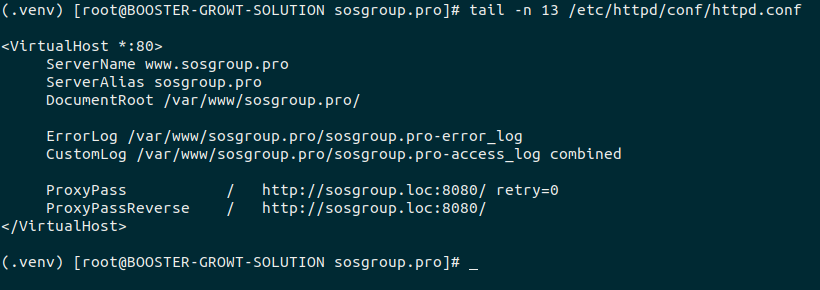 (.venv) [root@BOOSTER-GROWT-SOLUTION sosgroup.pro]# tail -n 13 /etc/httpd/conf/httpd.conf
<VirtualHost *:80>
ServerName www.sosgroup.pro
ServerAlias sosgroup.pro
DocumentRoot /var/www/sosgroup.pro/
ErrorLog /var/www/sosgroup.pro/sosgroup.pro-error_log
CustomLog /var/www/sosgroup.pro/sosgroup.pro-access_log combined
ProxyPass / http://sosgroup.loc:8080/ retry=0
ProxyPassReverse / http://sosgroup.loc:8080/
</VirtualHost>
(.venv) [root@BOOSTER-GROWT-SOLUTION sosgroup.pro]# _